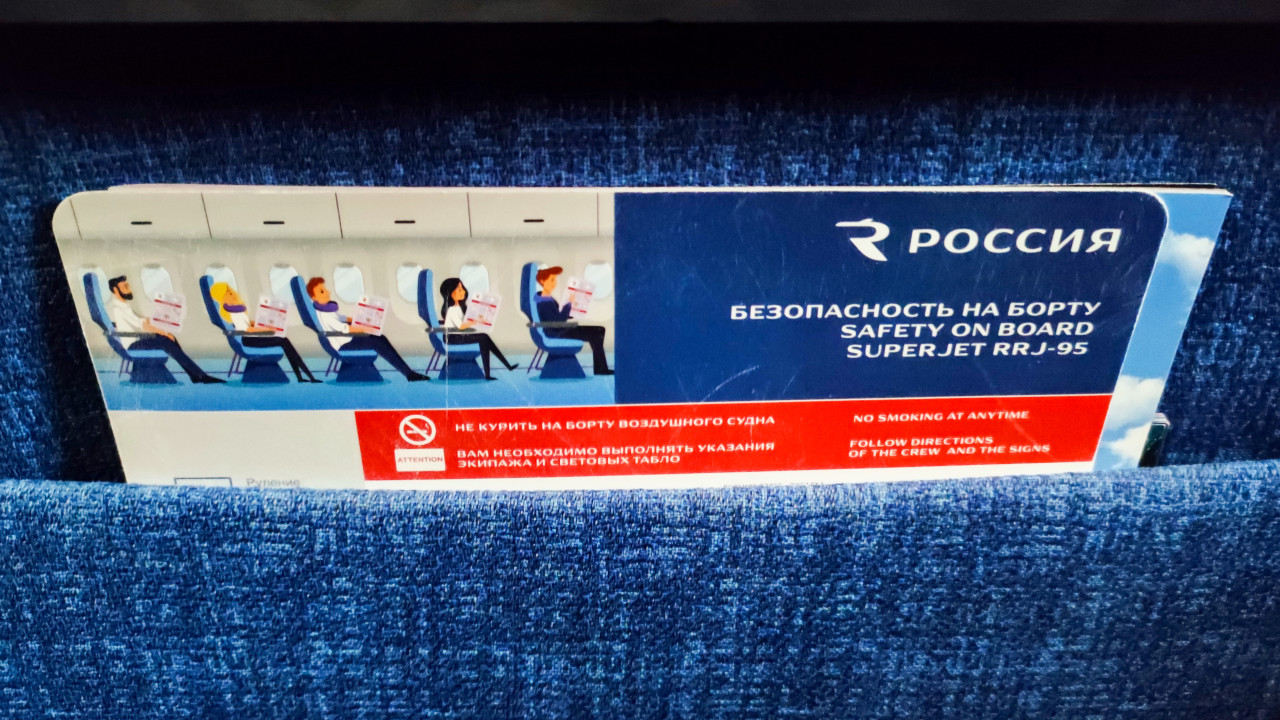 РОССИЯ
БЕЗОПАСНОСТЬ НА БОРТУ
SAFETY ON BOARD
SUPERJET RRJ-95
НЕ КУРИТЬ НА БОРТУ ВОЗДУШНОГО СУДНА
NO SMOKING AT ANYTIME
ATTENTION
ВАМ НЕОБХОДИМО ВЫПОЛНЯТЬ УКАЗАНИЯ
ЭКИПАЖА И СВЕТОВЫХ ТАБЛО
FOLLOW DIRECTIONS
OF THE CREW AND THE SIGNS
Руление